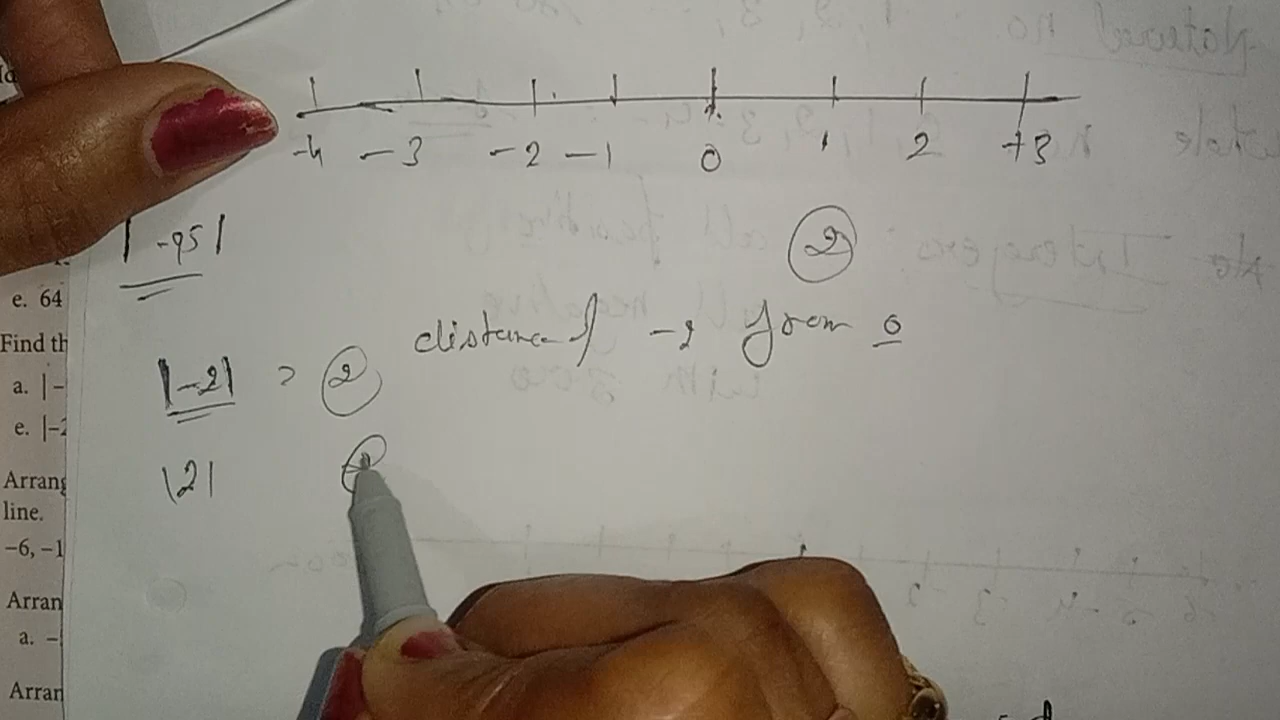 -4 -3 -2 -1 0 1 2 +3
|-95|
2
distance of -2 from 0
|-2| = 2
|2|
e. 64
Find th
a. |-
e. |-2
Arrang
line.
-6, -1
Arran
a. -
Arran